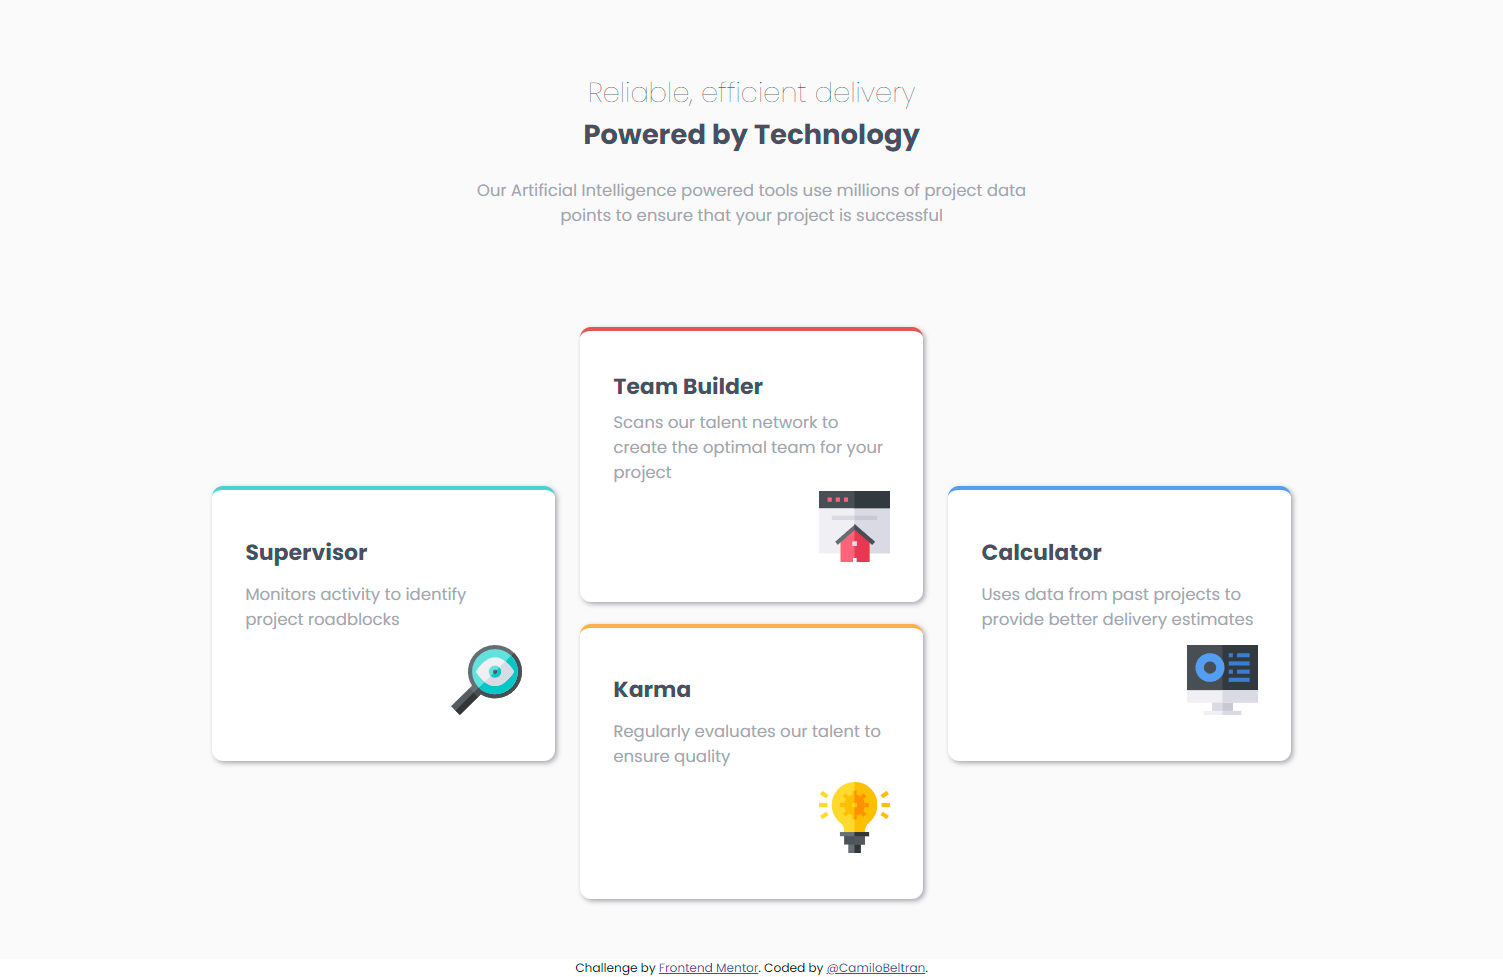 Reliable, efficient delivery
Powered by Technology
Our Artificial Intelligence powered tools use millions of project data
points to ensure that your project is successful
Supervisor
Monitors activity to identify
project roadblocks
Team Builder
Scans our talent network to
create the optimal team for your
project
Karma
Regularly evaluates our talent to
ensure quality
Calculator
Uses data from past projects to
provide better delivery estimates
Challenge by Frontend Mentor. Coded by @CamiloBeltran.